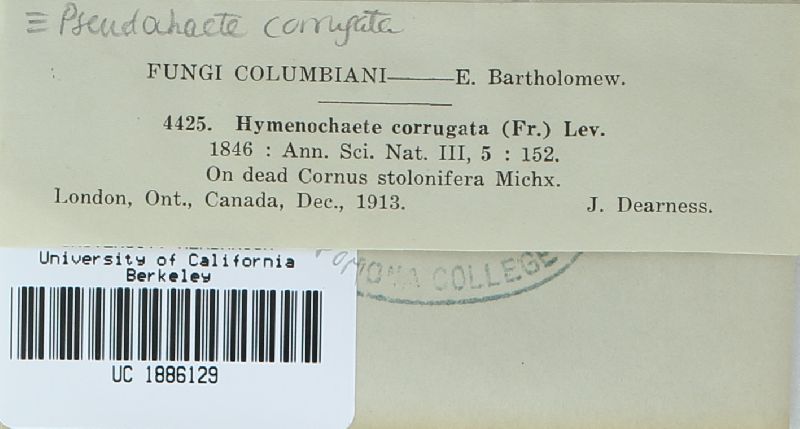 ≡ Pseudochaete corrugata
FUNGI COLUMBIANI——E. Bartholomew.
4425. Hymenochaete corrugata (Fr.) Lev.
1846 : Ann. Sci. Nat. III, 5 : 152.
On dead Cornus stolonifera Michx.
London, Ont., Canada, Dec., 1913. J. Dearness.
University of California
Berkeley
UC 1886129
POMONA COLLEGE